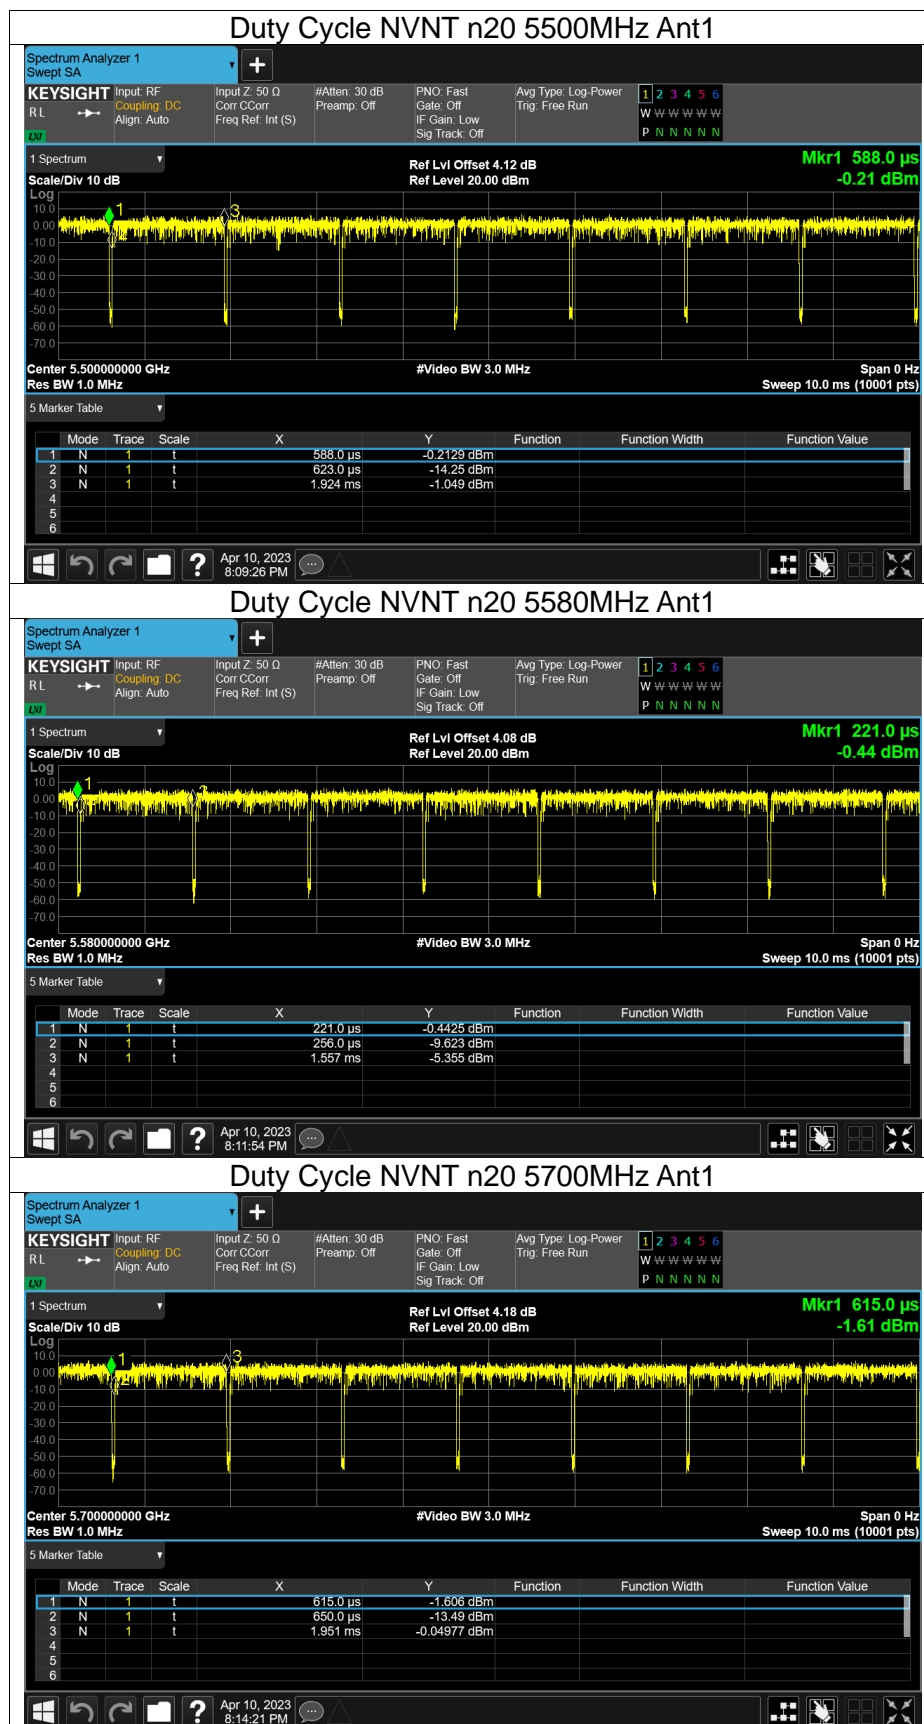 Duty Cycle NVNT n20 5500MHz Ant1
Spectrum Analyzer 1
Swept SA
+
KEYSIGHT Input: RF Input Z: 50 Ω #Atten: 30 dB PNO: Fast Avg Type: Log-Power 1 2 3 4 5 6
RL Coupling: DC Corr CCorr Preamp: Off Gate: Off Trig: Free Run W W W W W W
Align: Auto Freq Ref: Int (S) IF Gain: Low P N N N N N
LXI Sig Track: Off
1 Spectrum Ref Lvl Offset 4.12 dB Mkr1 588.0 µs
Scale/Div 10 dB Ref Level 20.00 dBm -0.21 dBm
Log
10.0 1 3
0.00
-10.0
-20.0
-30.0
-40.0
-50.0
-60.0
-70.0
Center 5.500000000 GHz #Video BW 3.0 MHz Span 0 Hz
Res BW 1.0 MHz Sweep 10.0 ms (10001 pts)
5 Marker Table
Mode Trace Scale X Y Function Function Width Function Value
1 N 1 t 588.0 µs -0.2129 dBm
2 N 1 t 623.0 µs -14.25 dBm
3 N 1 t 1.924 ms -1.049 dBm
4
5
6
? Apr 10, 2023
8:09:26 PM
Duty Cycle NVNT n20 5580MHz Ant1
Spectrum Analyzer 1
Swept SA
+
KEYSIGHT Input: RF Input Z: 50 Ω #Atten: 30 dB PNO: Fast Avg Type: Log-Power 1 2 3 4 5 6
RL Coupling: DC Corr CCorr Preamp: Off Gate: Off Trig: Free Run W W W W W W
Align: Auto Freq Ref: Int (S) IF Gain: Low P N N N N N
LXI Sig Track: Off
1 Spectrum Ref Lvl Offset 4.08 dB Mkr1 221.0 µs
Scale/Div 10 dB Ref Level 20.00 dBm -0.44 dBm
Log
10.0 1
0.00
-10.0
-20.0
-30.0
-40.0
-50.0
-60.0
-70.0
Center 5.580000000 GHz #Video BW 3.0 MHz Span 0 Hz
Res BW 1.0 MHz Sweep 10.0 ms (10001 pts)
5 Marker Table
Mode Trace Scale X Y Function Function Width Function Value
1 N 1 t 221.0 µs -0.4425 dBm
2 N 1 t 256.0 µs -9.623 dBm
3 N 1 t 1.557 ms -5.355 dBm
4
5
6
? Apr 10, 2023
8:11:54 PM
Duty Cycle NVNT n20 5700MHz Ant1
Spectrum Analyzer 1
Swept SA
+
KEYSIGHT Input: RF Input Z: 50 Ω #Atten: 30 dB PNO: Fast Avg Type: Log-Power 1 2 3 4 5 6
RL Coupling: DC Corr CCorr Preamp: Off Gate: Off Trig: Free Run W W W W W W
Align: Auto Freq Ref: Int (S) IF Gain: Low P N N N N N
LXI Sig Track: Off
1 Spectrum Ref Lvl Offset 4.18 dB Mkr1 615.0 µs
Scale/Div 10 dB Ref Level 20.00 dBm -1.61 dBm
Log
10.0 1 3
0.00
-10.0
-20.0
-30.0
-40.0
-50.0
-60.0
-70.0
Center 5.700000000 GHz #Video BW 3.0 MHz Span 0 Hz
Res BW 1.0 MHz Sweep 10.0 ms (10001 pts)
5 Marker Table
Mode Trace Scale X Y Function Function Width Function Value
1 N 1 t 615.0 µs -1.606 dBm
2 N 1 t 650.0 µs -13.49 dBm
3 N 1 t 1.951 ms -0.04977 dBm
4
5
6
? Apr 10, 2023
8:14:21 PM